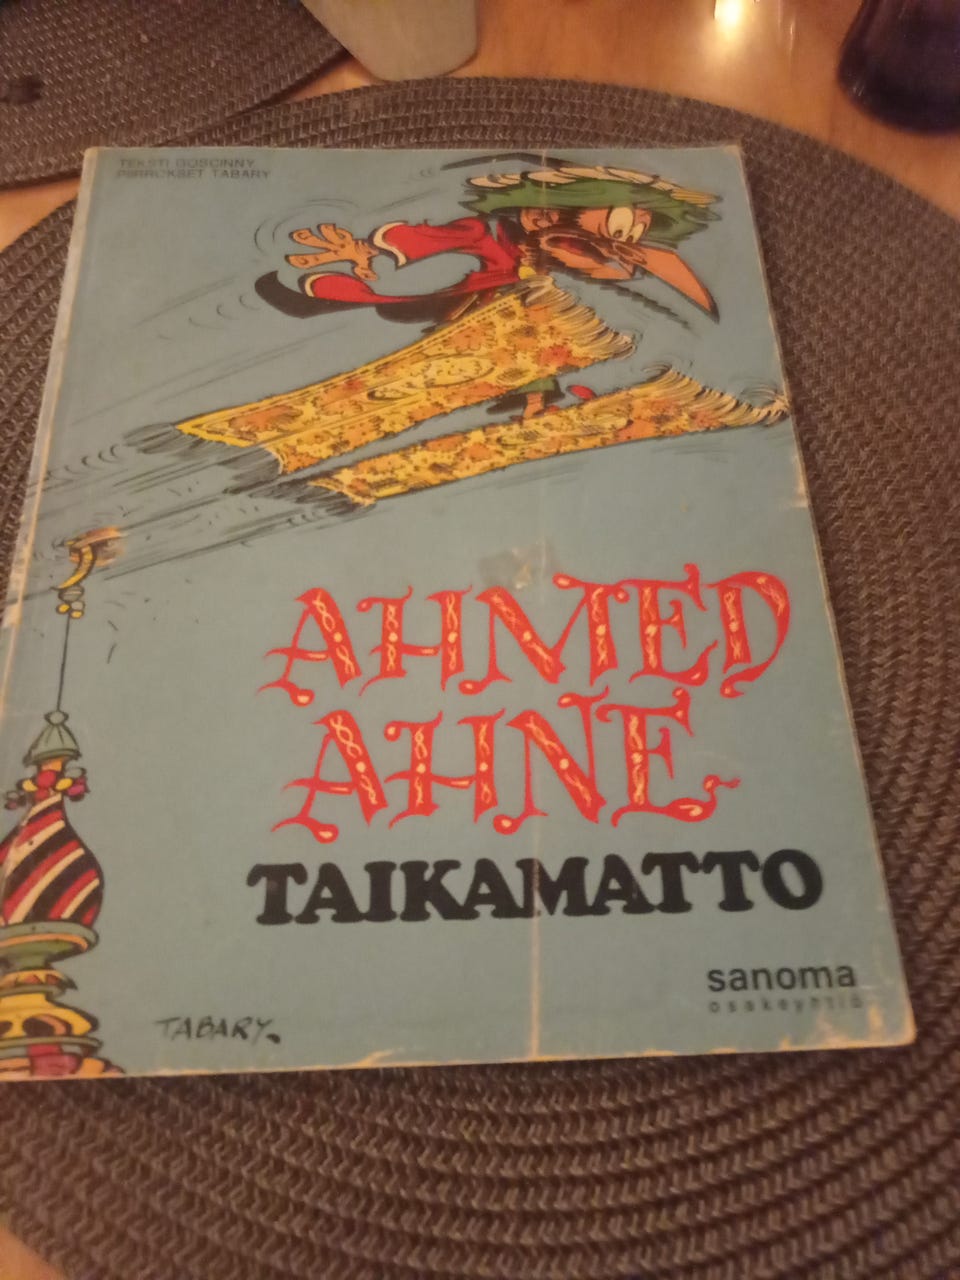 TEKSTI GOSCINNY
PIIRROKSET TABARY
AHMED
AHNE
TAIKAMATTO
sanoma
osakeyhtiö
TABARY